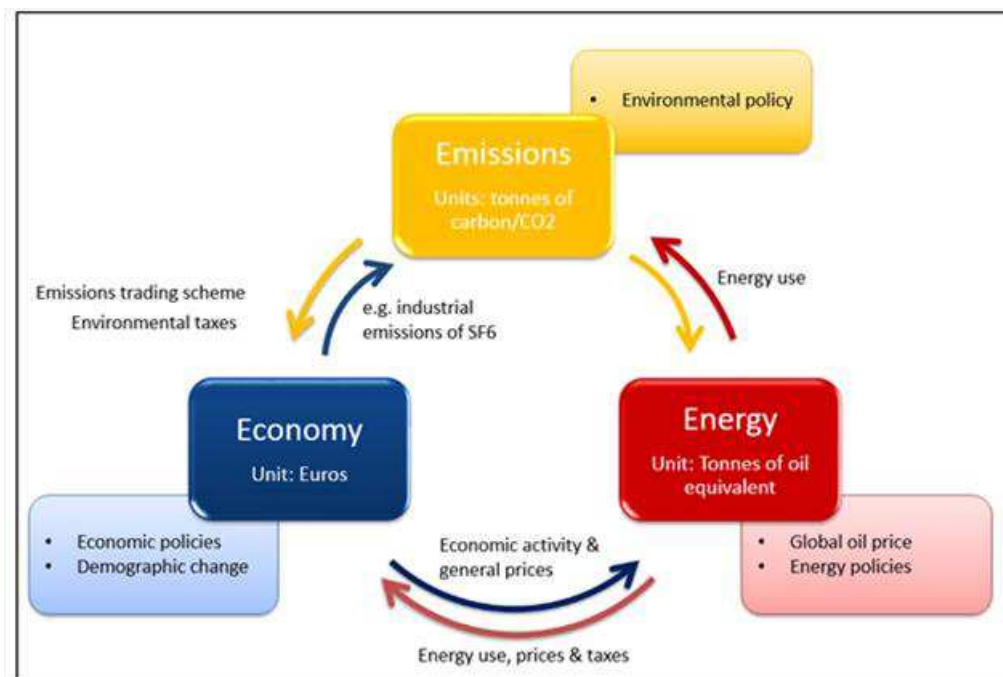 • Environmental policy
Emissions
Units: tonnes of
carbon/CO2
Emissions trading scheme
Environmental taxes
e.g. industrial
emissions of SF6
Energy use
Economy
Unit: Euros
Energy
Unit: Tonnes of oil
equivalent
• Economic policies
• Demographic change
Economic activity &
general prices
• Global oil price
• Energy policies
Energy use, prices & taxes